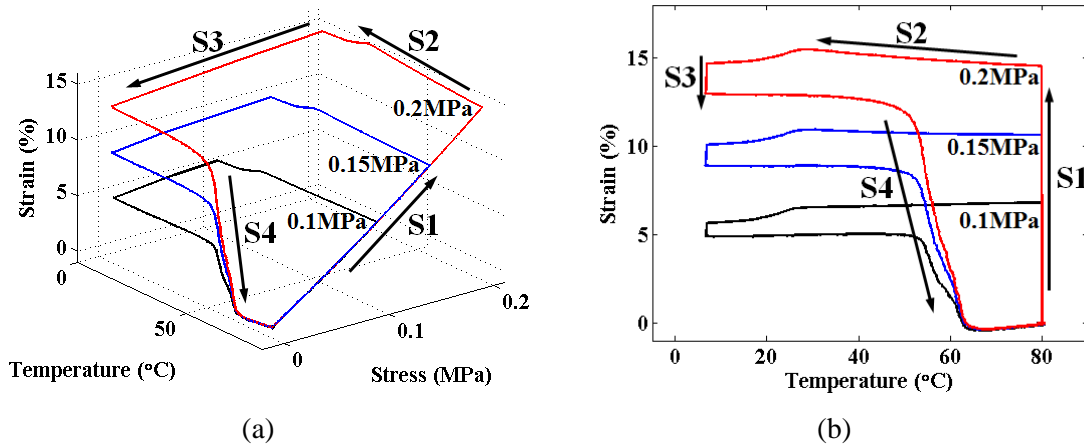 S3
S2
15
0.2MPa
10
0.15MPa
5
0.1MPa
S1
S4
0
0
50
0
0.1
0.2
Strain (%)
Temperature (°C)
Stress (MPa)
(a)
S2
15
S3
0.2MPa
10
0.15MPa
S1
S4
5
0.1MPa
0
0
20
40
60
80
Strain (%)
Temperature (°C)
(b)